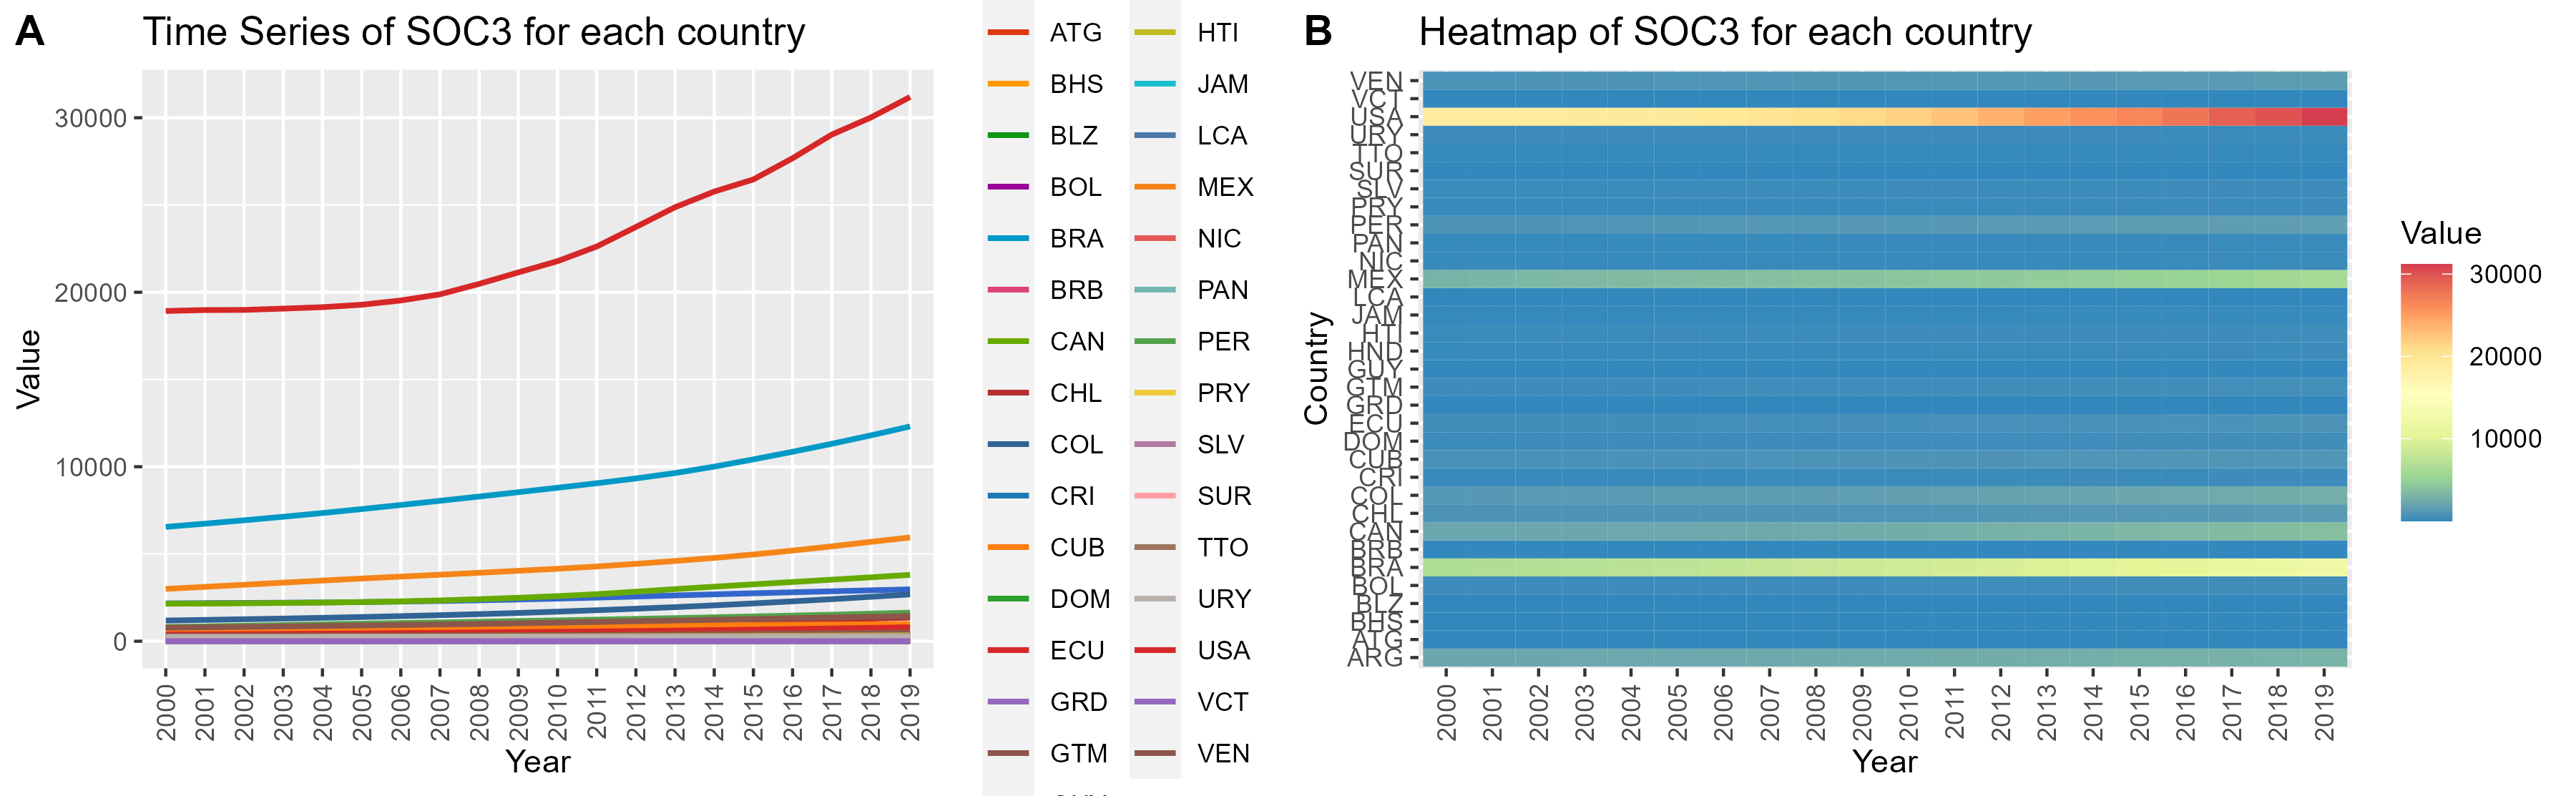 A
Time Series of SOC3 for each country
30000
20000
10000
0
Value
2000
2001
2002
2003
2004
2005
2006
2007
2008
2009
2010
2011
2012
2013
2014
2015
2016
2017
2018
2019
Year
ATG
BHS
BLZ
BOL
BRA
BRB
CAN
CHL
COL
CRI
CUB
DOM
ECU
GRD
GTM
HTI
JAM
LCA
MEX
NIC
PAN
PER
PRY
SLV
SUR
TTO
URY
USA
VCT
VEN
B
Heatmap of SOC3 for each country
Country
VEN
VCT
USA
URY
TTO
SUR
SLV
PRY
PER
PAN
NIC
MEX
LCA
JAM
HTI
HND
GUY
GTM
GRD
ECU
DOM
CUB
CRI
COL
CHL
CAN
BRB
BRA
BOL
BLZ
BHS
ATG
ARG
2000
2001
2002
2003
2004
2005
2006
2007
2008
2009
2010
2011
2012
2013
2014
2015
2016
2017
2018
2019
Year
Value
30000
20000
10000